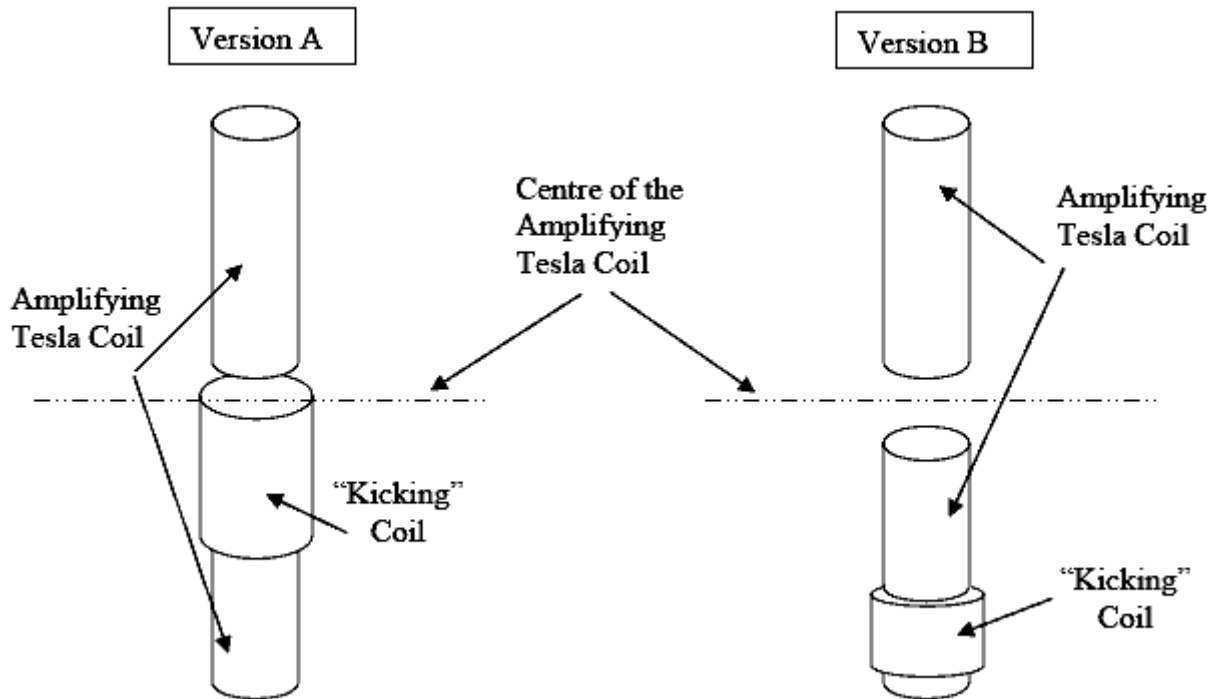 Version A
Version B
Centre of the
Amplifying
Tesla Coil
Amplifying
Tesla Coil
Amplifying
Tesla Coil
“Kicking”
Coil
“Kicking”
Coil